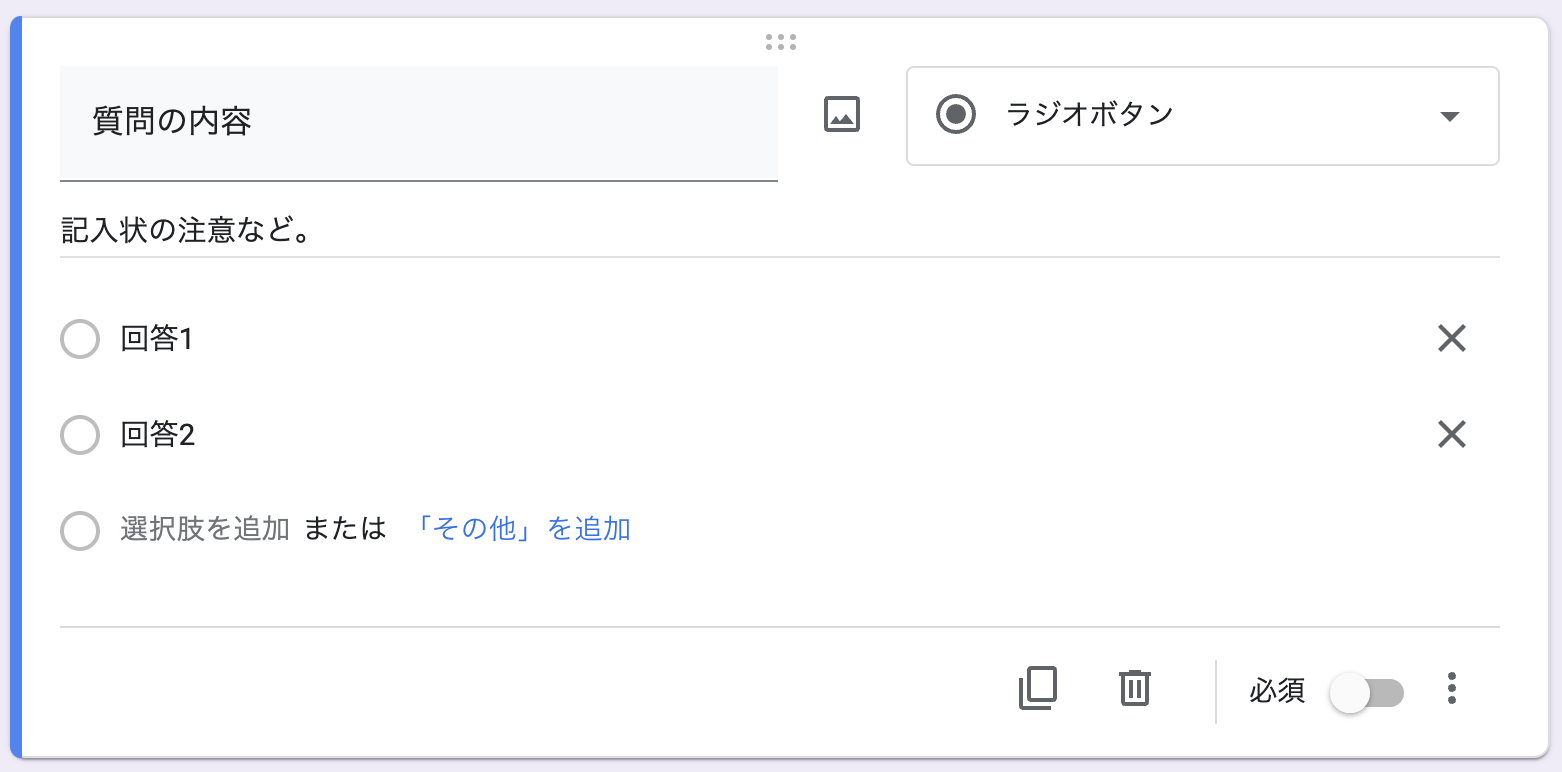 質問の内容
ラジオボタン
記入状の注意など。
回答1
回答2
選択肢を追加 または 「その他」を追加
必須